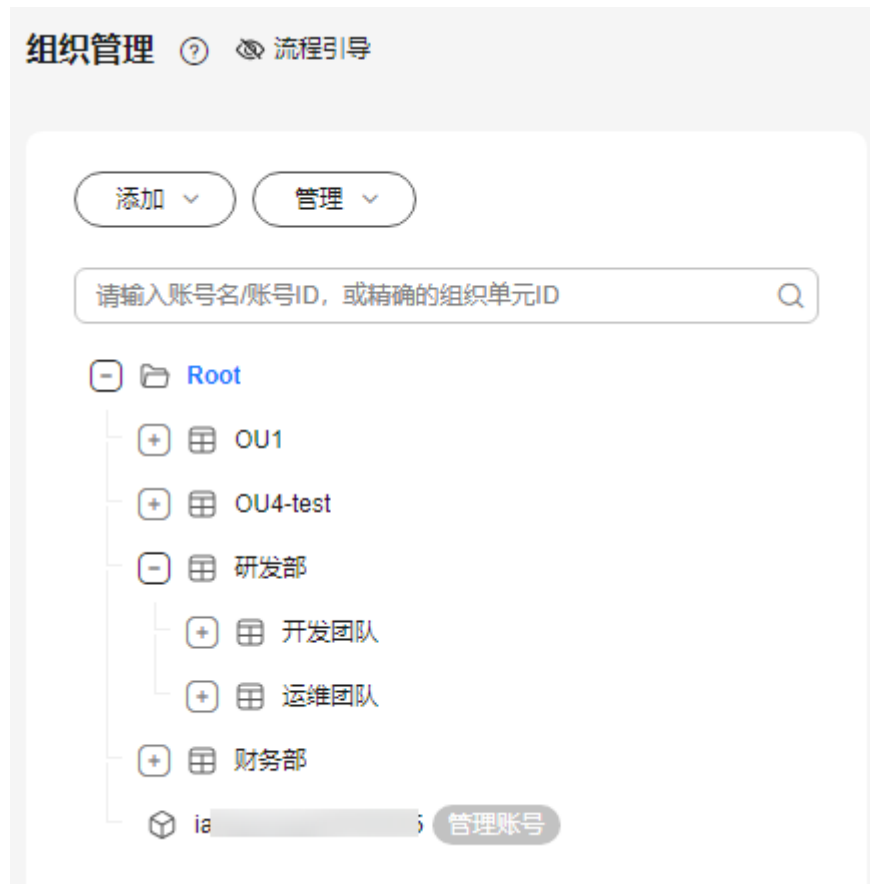 组织管理 ? 流程引导
添加 管理
请输入账号名/账号ID，或精确的组织单元ID
Root
OU1
OU4-test
研发部
开发团队
运维团队
财务部
ia 5 管理账号